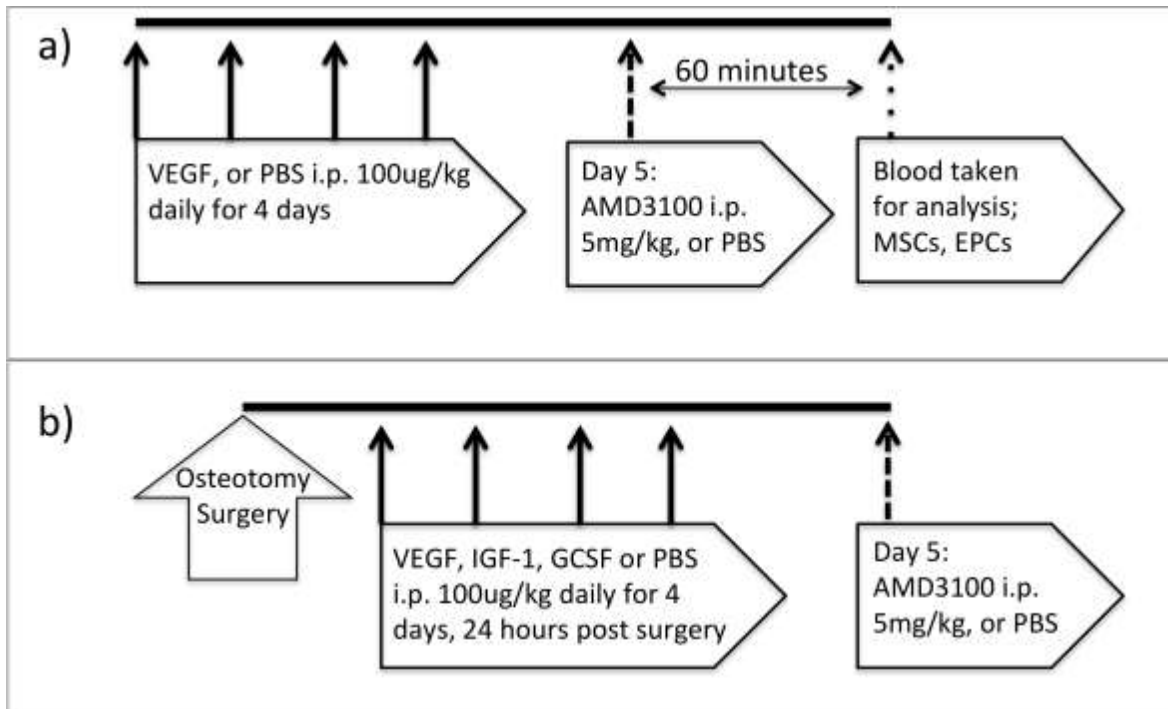 a)
60 minutes
VEGF, or PBS i.p. 100ug/kg
daily for 4 days
Day 5:
AMD3100 i.p.
5mg/kg, or PBS
Blood taken
for analysis;
MSCs, EPCs
b)
Osteotomy
Surgery
VEGF, IGF-1, GCSF or PBS
i.p. 100ug/kg daily for 4
days, 24 hours post surgery
Day 5:
AMD3100 i.p.
5mg/kg, or PBS